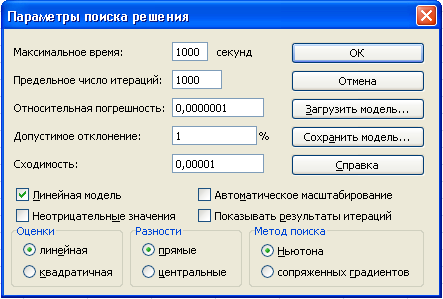 Параметры поиска решения
Максимальное время: 1000 секунд
OK
Предельное число итераций: 1000
Отмена
Относительная погрешность: 0,0000001
Загрузить модель...
Допустимое отклонение: 1 %
Сохранить модель...
Сходимость: 0,00001
Справка
Линейная модель
Автоматическое масштабирование
Неотрицательные значения
Показывать результаты итераций
Оценки
линейная
квадратичная
Разности
прямые
центральные
Метод поиска
Ньютона
сопряженных градиентов